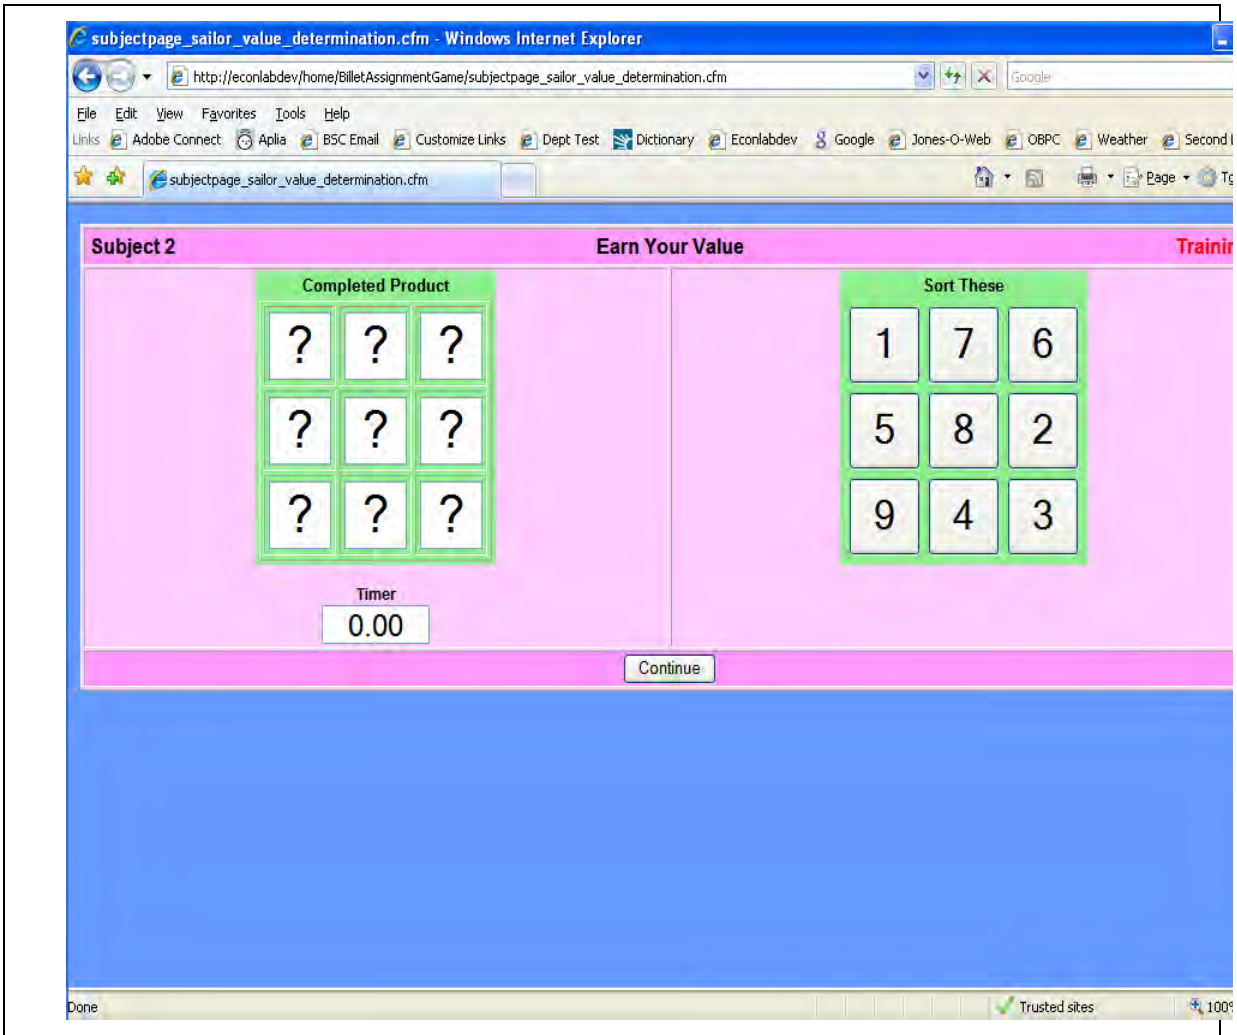 subjectpage_sailor_value_determination.cfm - Windows Internet Explorer
http://econlabdev/home/BilletAssignmentGame/subjectpage_sailor_value_determination.cfm Google
File Edit View Favorites Tools Help
Links Adobe Connect Aplia BSC Email Customize Links Dept Test Dictionary Econlabdev Google Jones-O-Web OBPC Weather Second
subjectpage_sailor_value_determination.cfm Page
Subject 2 Earn Your Value Trainin
Completed Product Sort These
? ? ? 1 7 6
? ? ? 5 8 2
? ? ? 9 4 3
Timer
0.00
Continue
Done Trusted sites 100%